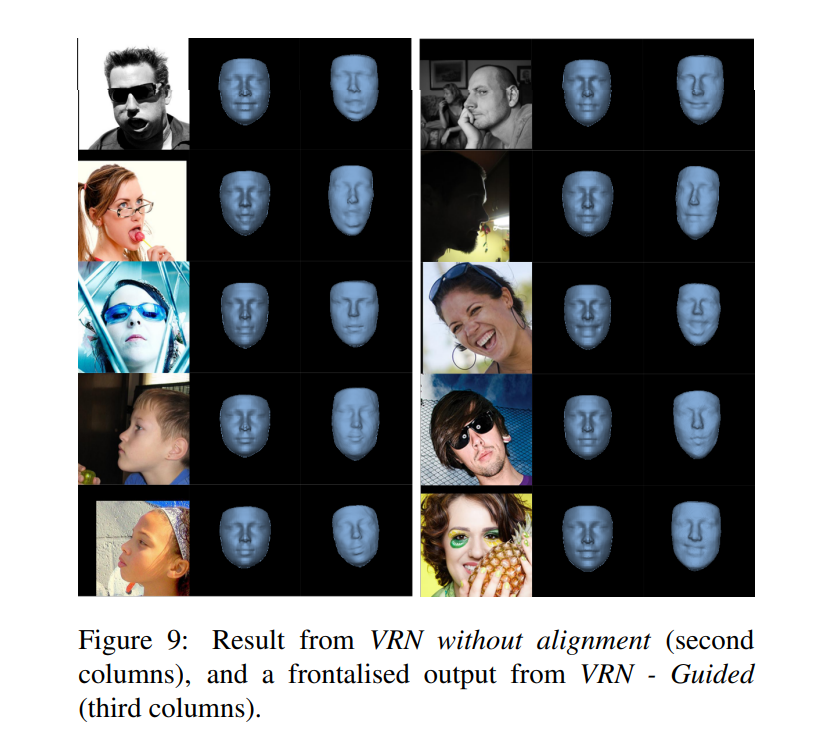 Figure 9: Result from VRN without alignment (second
columns), and a frontalised output from VRN - Guided
(third columns).